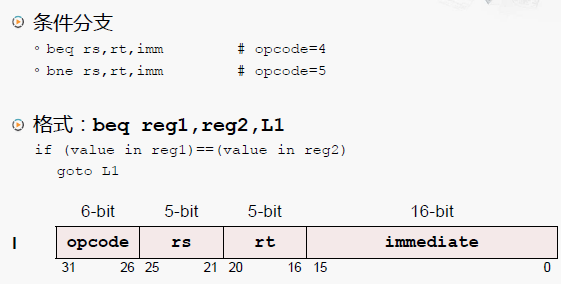 条件分支
beq rs,rt,imm # opcode=4
bne rs,rt,imm # opcode=5
格式：beq reg1,reg2,L1
if (value in reg1)==(value in reg2)
goto L1
6-bit 5-bit 5-bit 16-bit
I opcode rs rt immediate
31 26 25 21 20 16 15 0